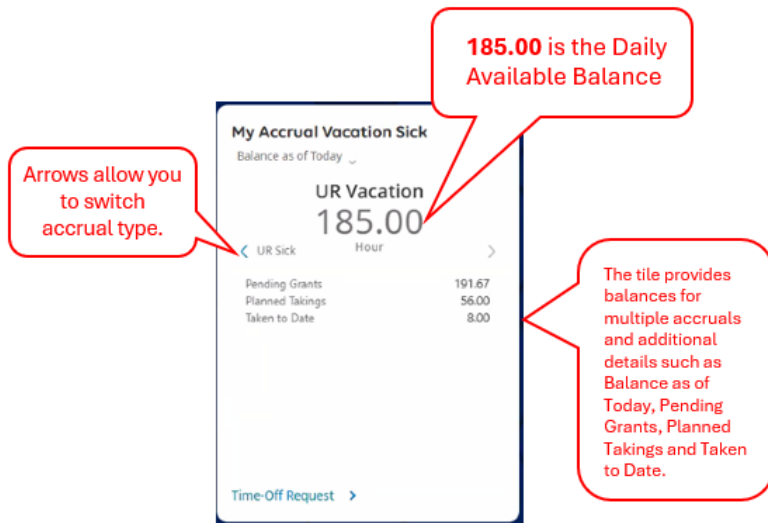 185.00 is the Daily
Available Balance
My Accrual Vacation Sick
Balance as of Today
Arrows allow you
to switch
accrual type.
UR Vacation
185.00
Hour
UR Sick
Pending Grants 191.67
Planned Takings 56.00
Taken to Date 8.00
The tile provides
balances for
multiple accruals
and additional
details such as
Balance as of
Today, Pending
Grants, Planned
Takings and Taken
to Date.
Time-Off Request